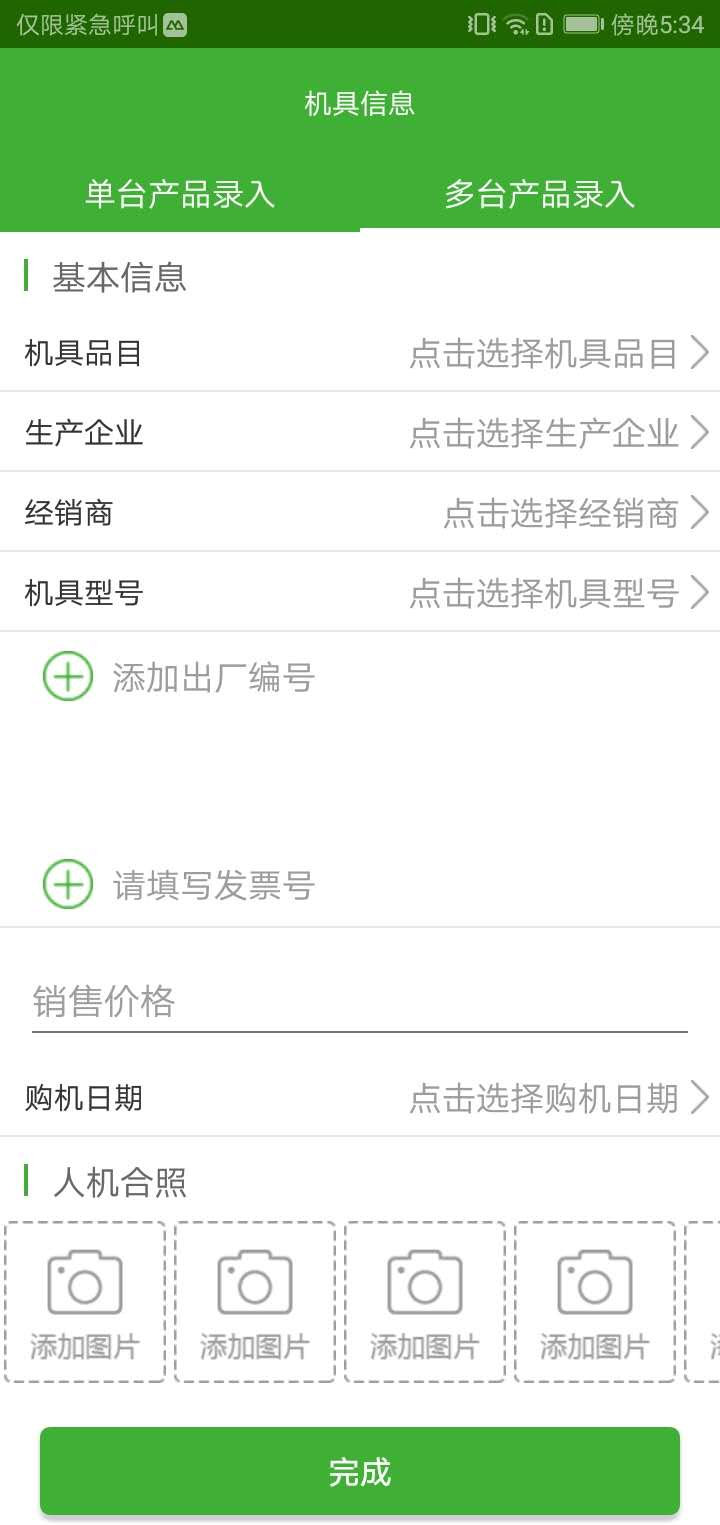 仅限紧急呼叫 傍晚5:34
机具信息
单台产品录入 多台产品录入
基本信息
机具品目 点击选择机具品目
生产企业 点击选择生产企业
经销商 点击选择经销商
机具型号 点击选择机具型号
添加出厂编号
请填写发票号
销售价格
购机日期 点击选择购机日期
人机合照
添加图片 添加图片 添加图片 添加图片
完成